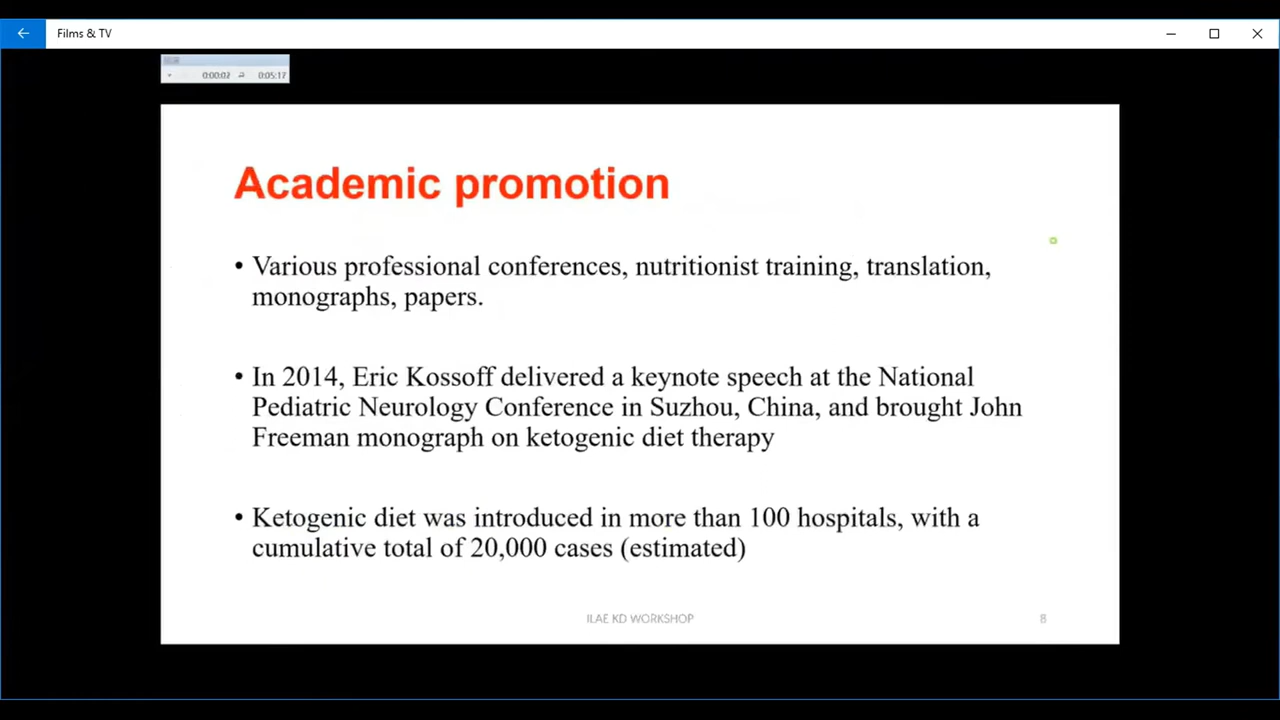 Films & TV
0:00:02 0:05:17
Academic promotion
• Various professional conferences, nutritionist training, translation,
monographs, papers.
• In 2014, Eric Kossoff delivered a keynote speech at the National
Pediatric Neurology Conference in Suzhou, China, and brought John
Freeman monograph on ketogenic diet therapy
• Ketogenic diet was introduced in more than 100 hospitals, with a
cumulative total of 20,000 cases (estimated)
ILAE KD WORKSHOP
8